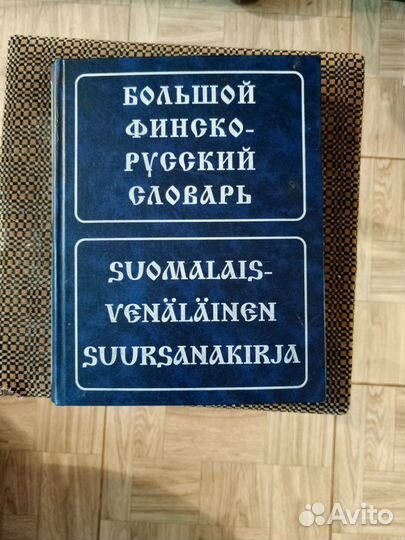 БОЛЬШОЙ
ФИНСКО-
РУССКИЙ
СЛОВАРЬ
SUOMALAIS-
VENÄLÄINEN
SUURSANAKIRJA
Avito